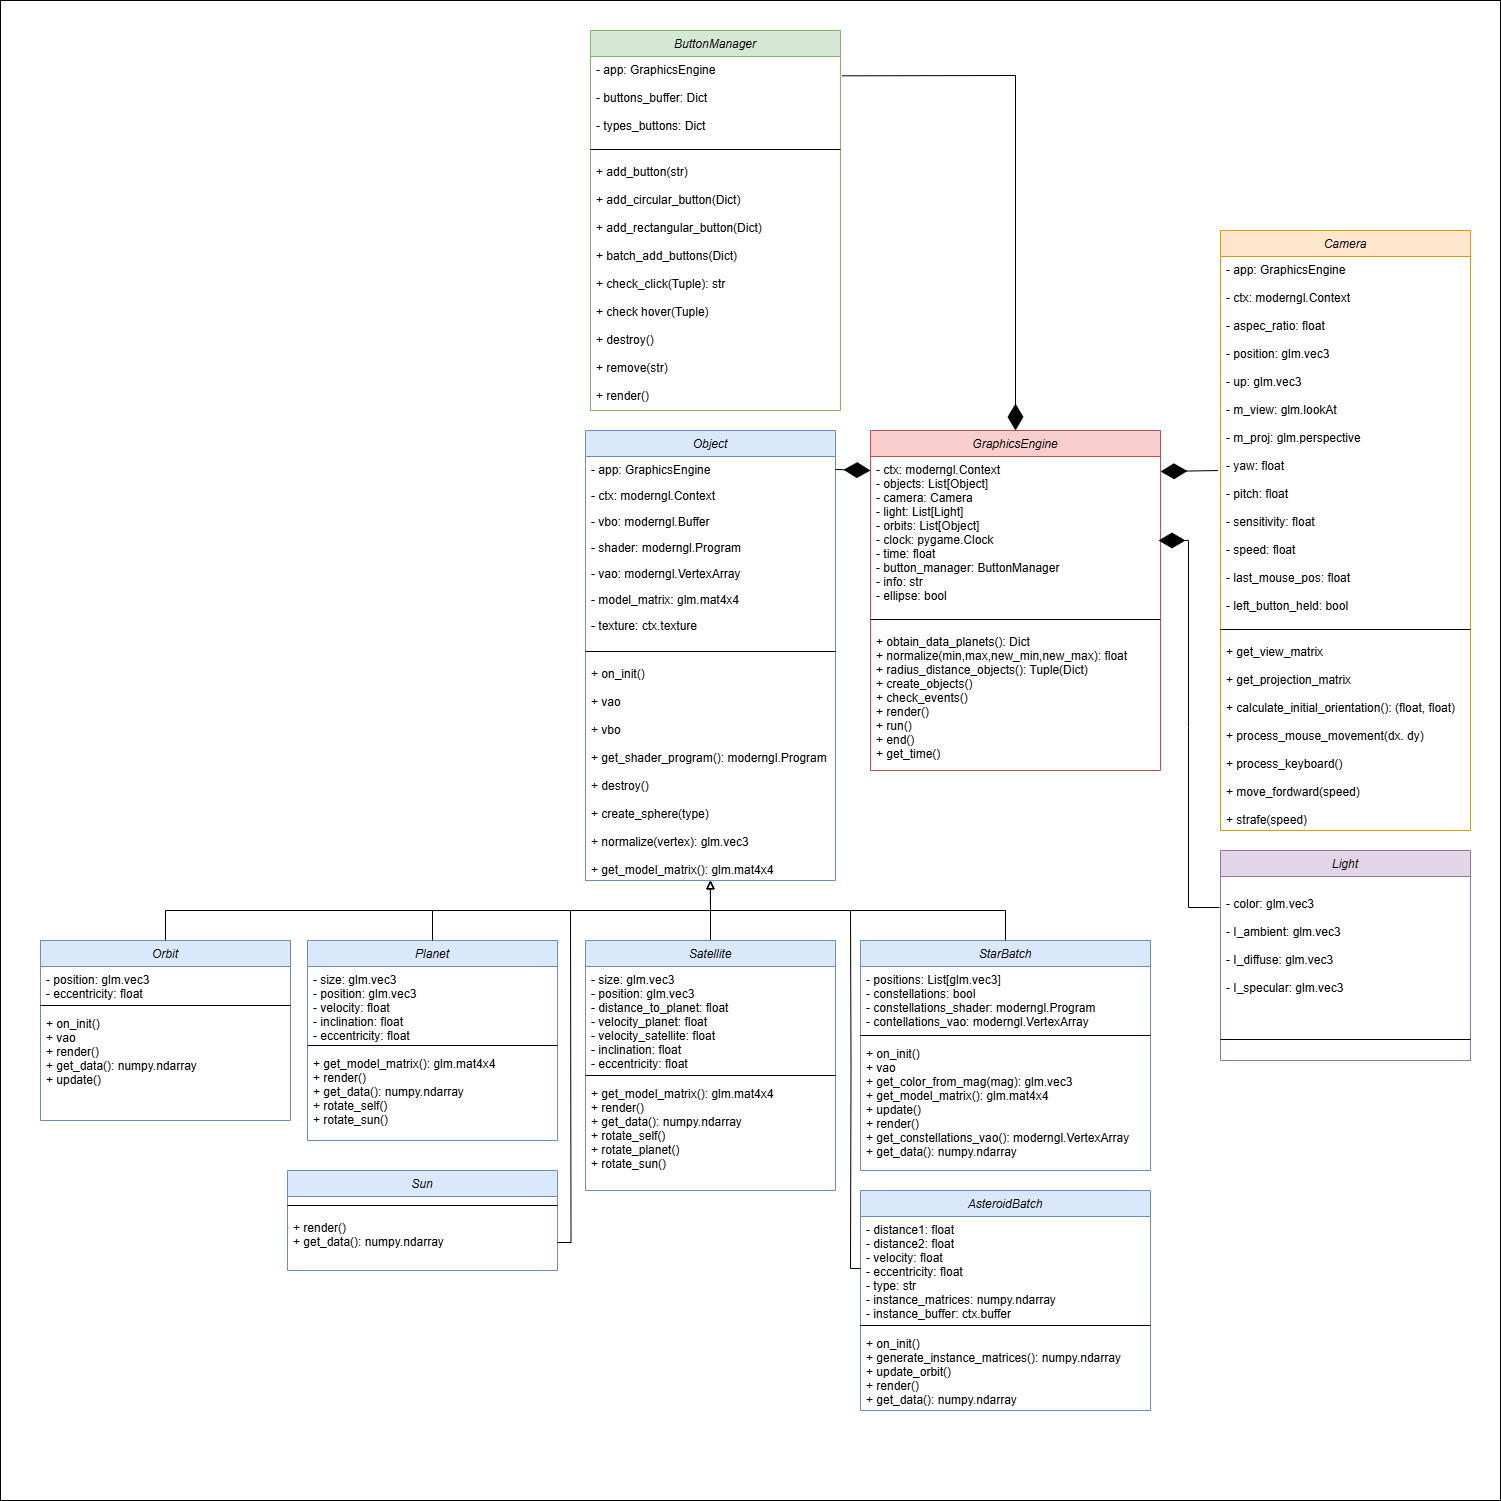 ButtonManager
- app: GraphicsEngine
- buttons_buffer: Dict
- types_buttons: Dict
+ add_button(str)
+ add_circular_button(Dict)
+ add_rectangular_button(Dict)
+ batch_add_buttons(Dict)
+ check_click(Tuple): str
+ check hover(Tuple)
+ destroy()
+ remove(str)
+ render()
Camera
- app: GraphicsEngine
- ctx: moderngl.Context
- aspec_ratio: float
- position: glm.vec3
- up: glm.vec3
- m_view: glm.lookAt
- m_proj: glm.perspective
- yaw: float
- pitch: float
- sensitivity: float
- speed: float
- last_mouse_pos: float
- left_button_held: bool
+ get_view_matrix
+ get_projection_matrix
+ calculate_initial_orientation(): (float, float)
+ process_mouse_movement(dx. dy)
+ process_keyboard()
+ move_fordward(speed)
+ strafe(speed)
Object
- app: GraphicsEngine
- ctx: moderngl.Context
- vbo: moderngl.Buffer
- shader: moderngl.Program
- vao: moderngl.VertexArray
- model_matrix: glm.mat4x4
- texture: ctx.texture
+ on_init()
+ vao
+ vbo
+ get_shader_program(): moderngl.Program
+ destroy()
+ create_sphere(type)
+ normalize(vertex): glm.vec3
+ get_model_matrix(): glm.mat4x4
GraphicsEngine
- ctx: moderngl.Context
- objects: List[Object]
- camera: Camera
- light: List[Light]
- orbits: List[Object]
- clock: pygame.Clock
- time: float
- button_manager: ButtonManager
- info: str
- ellipse: bool
+ obtain_data_planets(): Dict
+ normalize(min,max,new_min,new_max): float
+ radius_distance_objects(): Tuple(Dict)
+ create_objects()
+ check_events()
+ render()
+ run()
+ end()
+ get_time()
Light
- color: glm.vec3
- I_ambient: glm.vec3
- I_diffuse: glm.vec3
- I_specular: glm.vec3
Orbit
- position: glm.vec3
- eccentricity: float
+ on_init()
+ vao
+ render()
+ get_data(): numpy.ndarray
+ update()
Planet
- size: glm.vec3
- position: glm.vec3
- velocity: float
- inclination: float
- eccentricity: float
+ get_model_matrix(): glm.mat4x4
+ render()
+ get_data(): numpy.ndarray
+ rotate_self()
+ rotate_sun()
Satellite
- size: glm.vec3
- position: glm.vec3
- distance_to_planet: float
- velocity_planet: float
- velocity_satellite: float
- inclination: float
- eccentricity: float
+ get_model_matrix(): glm.mat4x4
+ render()
+ get_data(): numpy.ndarray
+ rotate_self()
+ rotate_planet()
+ rotate_sun()
StarBatch
- positions: List[glm.vec3]
- constellations: bool
- constellations_shader: moderngl.Program
- contellations_vao: moderngl.VertexArray
+ on_init()
+ vao
+ get_color_from_mag(mag): glm.vec3
+ get_model_matrix(): glm.mat4x4
+ update()
+ render()
+ get_constellations_vao(): moderngl.VertexArray
+ get_data(): numpy.ndarray
Sun
+ render()
+ get_data(): numpy.ndarray
AsteroidBatch
- distance1: float
- distance2: float
- velocity: float
- eccentricity: float
- type: str
- instance_matrices: numpy.ndarray
- instance_buffer: ctx.buffer
+ on_init()
+ generate_instance_matrices(): numpy.ndarray
+ update_orbit()
+ render()
+ get_data(): numpy.ndarray